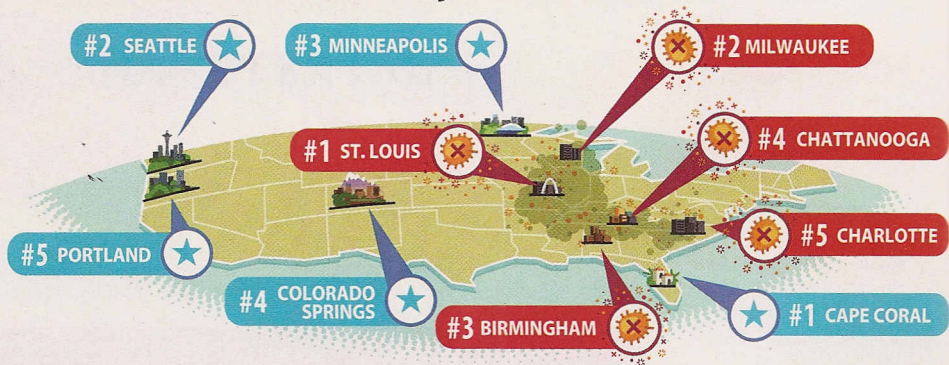 #2 SEATTLE
#3 MINNEAPOLIS
#2 MILWAUKEE
#1 ST. LOUIS
#4 CHATTANOOGA
#5 PORTLAND
#5 CHARLOTTE
#4 COLORADO
SPRINGS
#3 BIRMINGHAM
#1 CAPE CORAL